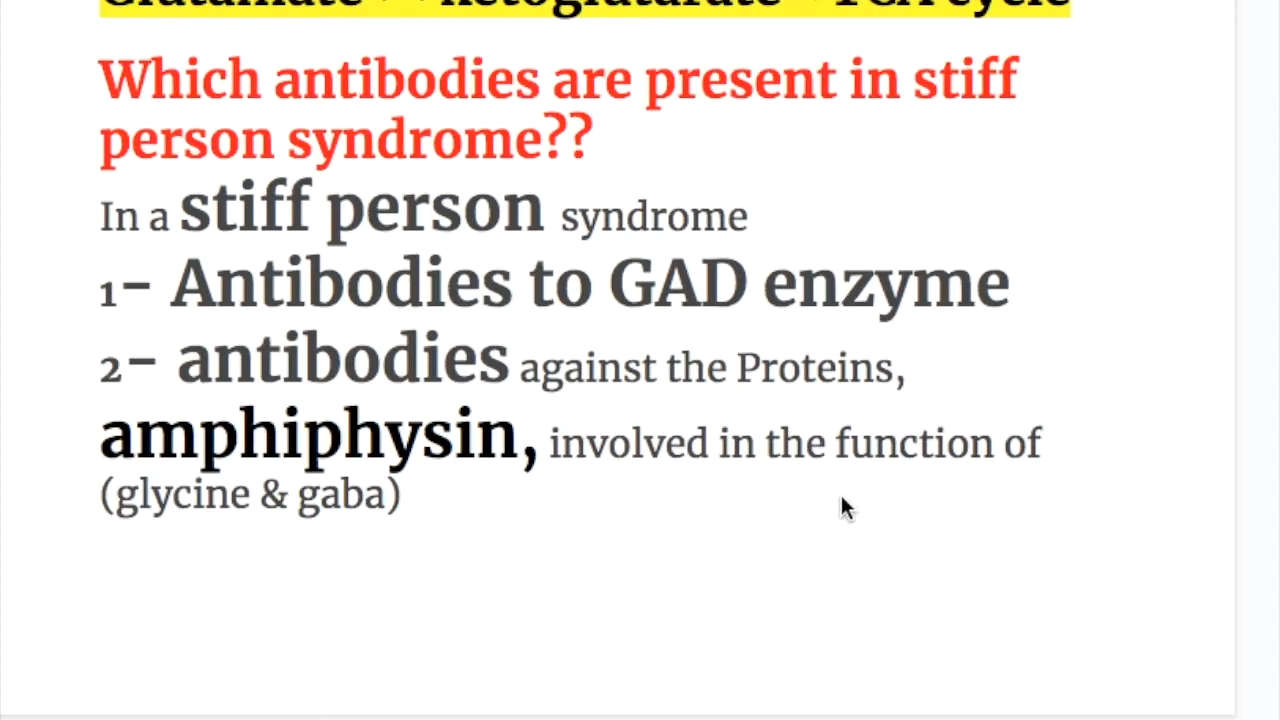 Which antibodies are present in stiff
person syndrome??
In a stiff person syndrome
1- Antibodies to GAD enzyme
2- antibodies against the Proteins,
amphiphysin, involved in the function of
(glycine & gaba)